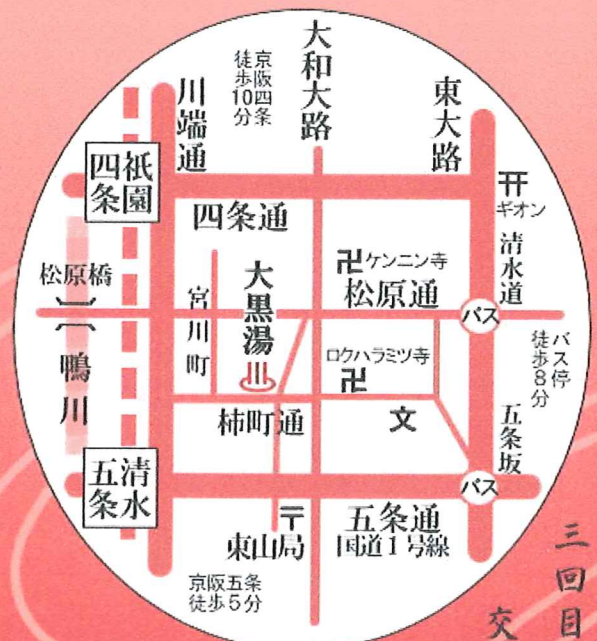 大和大路
京阪四条
徒歩10分
川端通
東大路
祇園
四条
四条通
ギオン
清水道
松原橋
宮川町
大黒湯
卍ケンニン寺
松原通
バス
バス停
徒歩8分
鴨川
ロクハラミツ寺
卍
柿町通
文
五条坂
清水
五条
バス
〒
東山局
五条通
国道1号線
京阪五条
徒歩5分
三回目
交